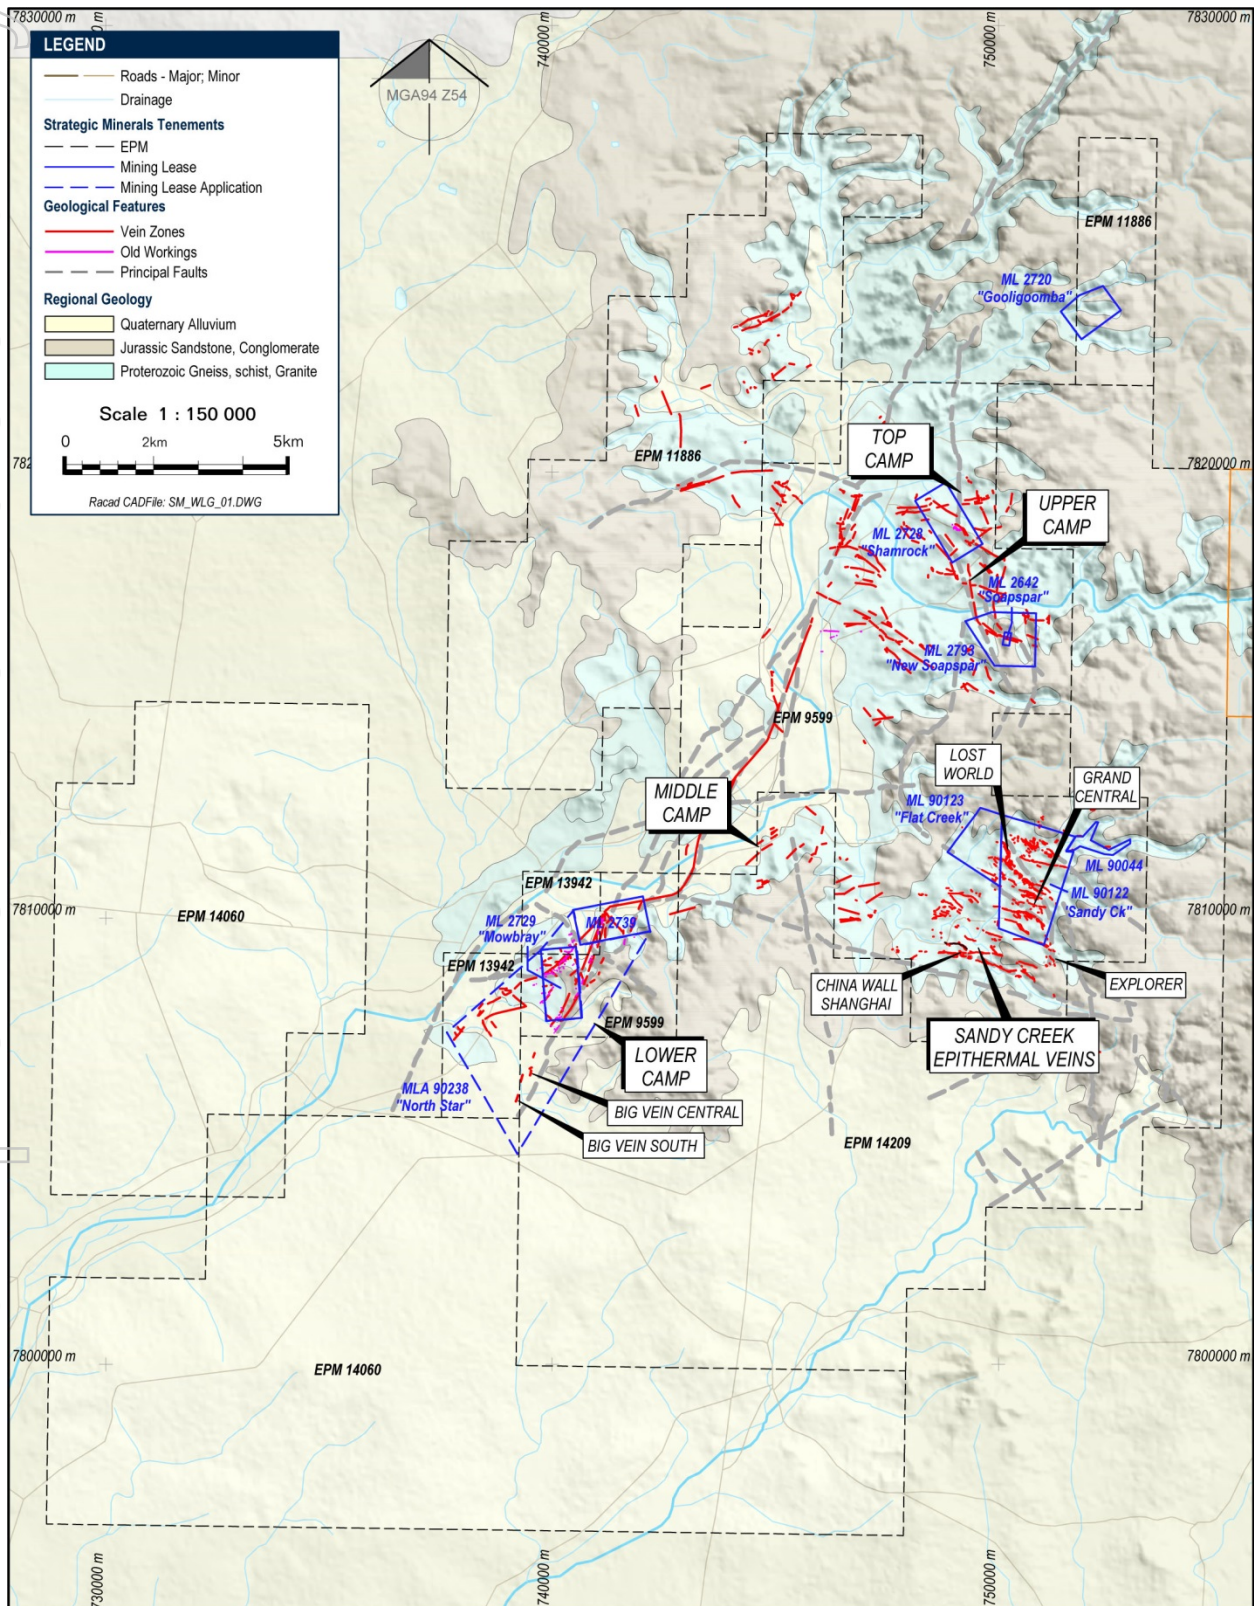 7830000 m
740000 m
750000 m
7830000 m
LEGEND
Roads - Major; Minor
Drainage
Strategic Minerals Tenements
EPM
Mining Lease
Mining Lease Application
Geological Features
Vein Zones
Old Workings
Principal Faults
Regional Geology
Quaternary Alluvium
Jurassic Sandstone, Conglomerate
Proterozoic Gneiss, schist, Granite
Scale 1 : 150 000
0 2km 5km
Racad CADFile: SM_WLG_01.DWG
MGA94 Z54
EPM 11886
ML 2720
"Gooligoomba"
TOP
CAMP
EPM 11886
782
7820000 m
UPPER
CAMP
ML 2728
"Shamrock"
ML 2642
"Soapspar"
ML 2793
"New Soapspar"
EPM 9599
LOST
WORLD
GRAND
CENTRAL
MIDDLE
CAMP
ML 90123
"Flat Creek"
ML 90044
EPM 13942
ML 90122
"Sandy Ck"
7810000 m
EPM 14060
ML 2729
"Mowbray"
ML 2739
7810000 m
EPM 13942
CHINA WALL
SHANGHAI
EXPLORER
EPM 9599
SANDY CREEK
EPITHERMAL VEINS
LOWER
CAMP
MLA 90238
"North Star"
BIG VEIN CENTRAL
BIG VEIN SOUTH
EPM 14209
7800000 m
EPM 14060
7800000 m
730000 m
740000 m
750000 m